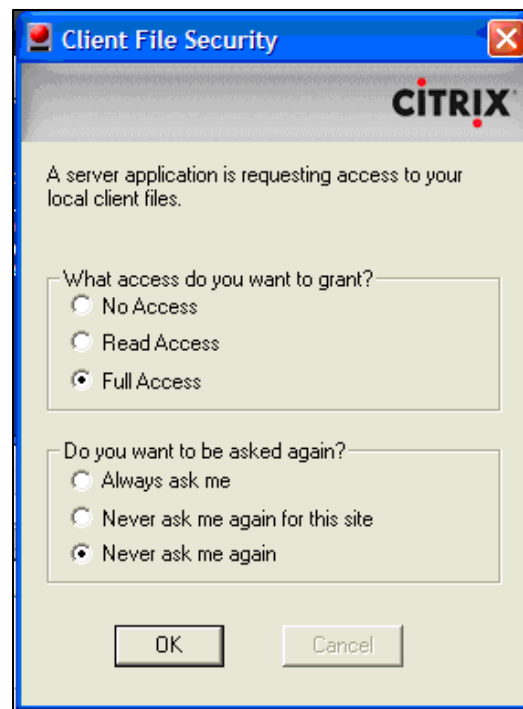 Client File Security
CITRIX
A server application is requesting access to your
local client files.
What access do you want to grant?
No Access
Read Access
Full Access
Do you want to be asked again?
Always ask me
Never ask me again for this site
Never ask me again
OK
Cancel